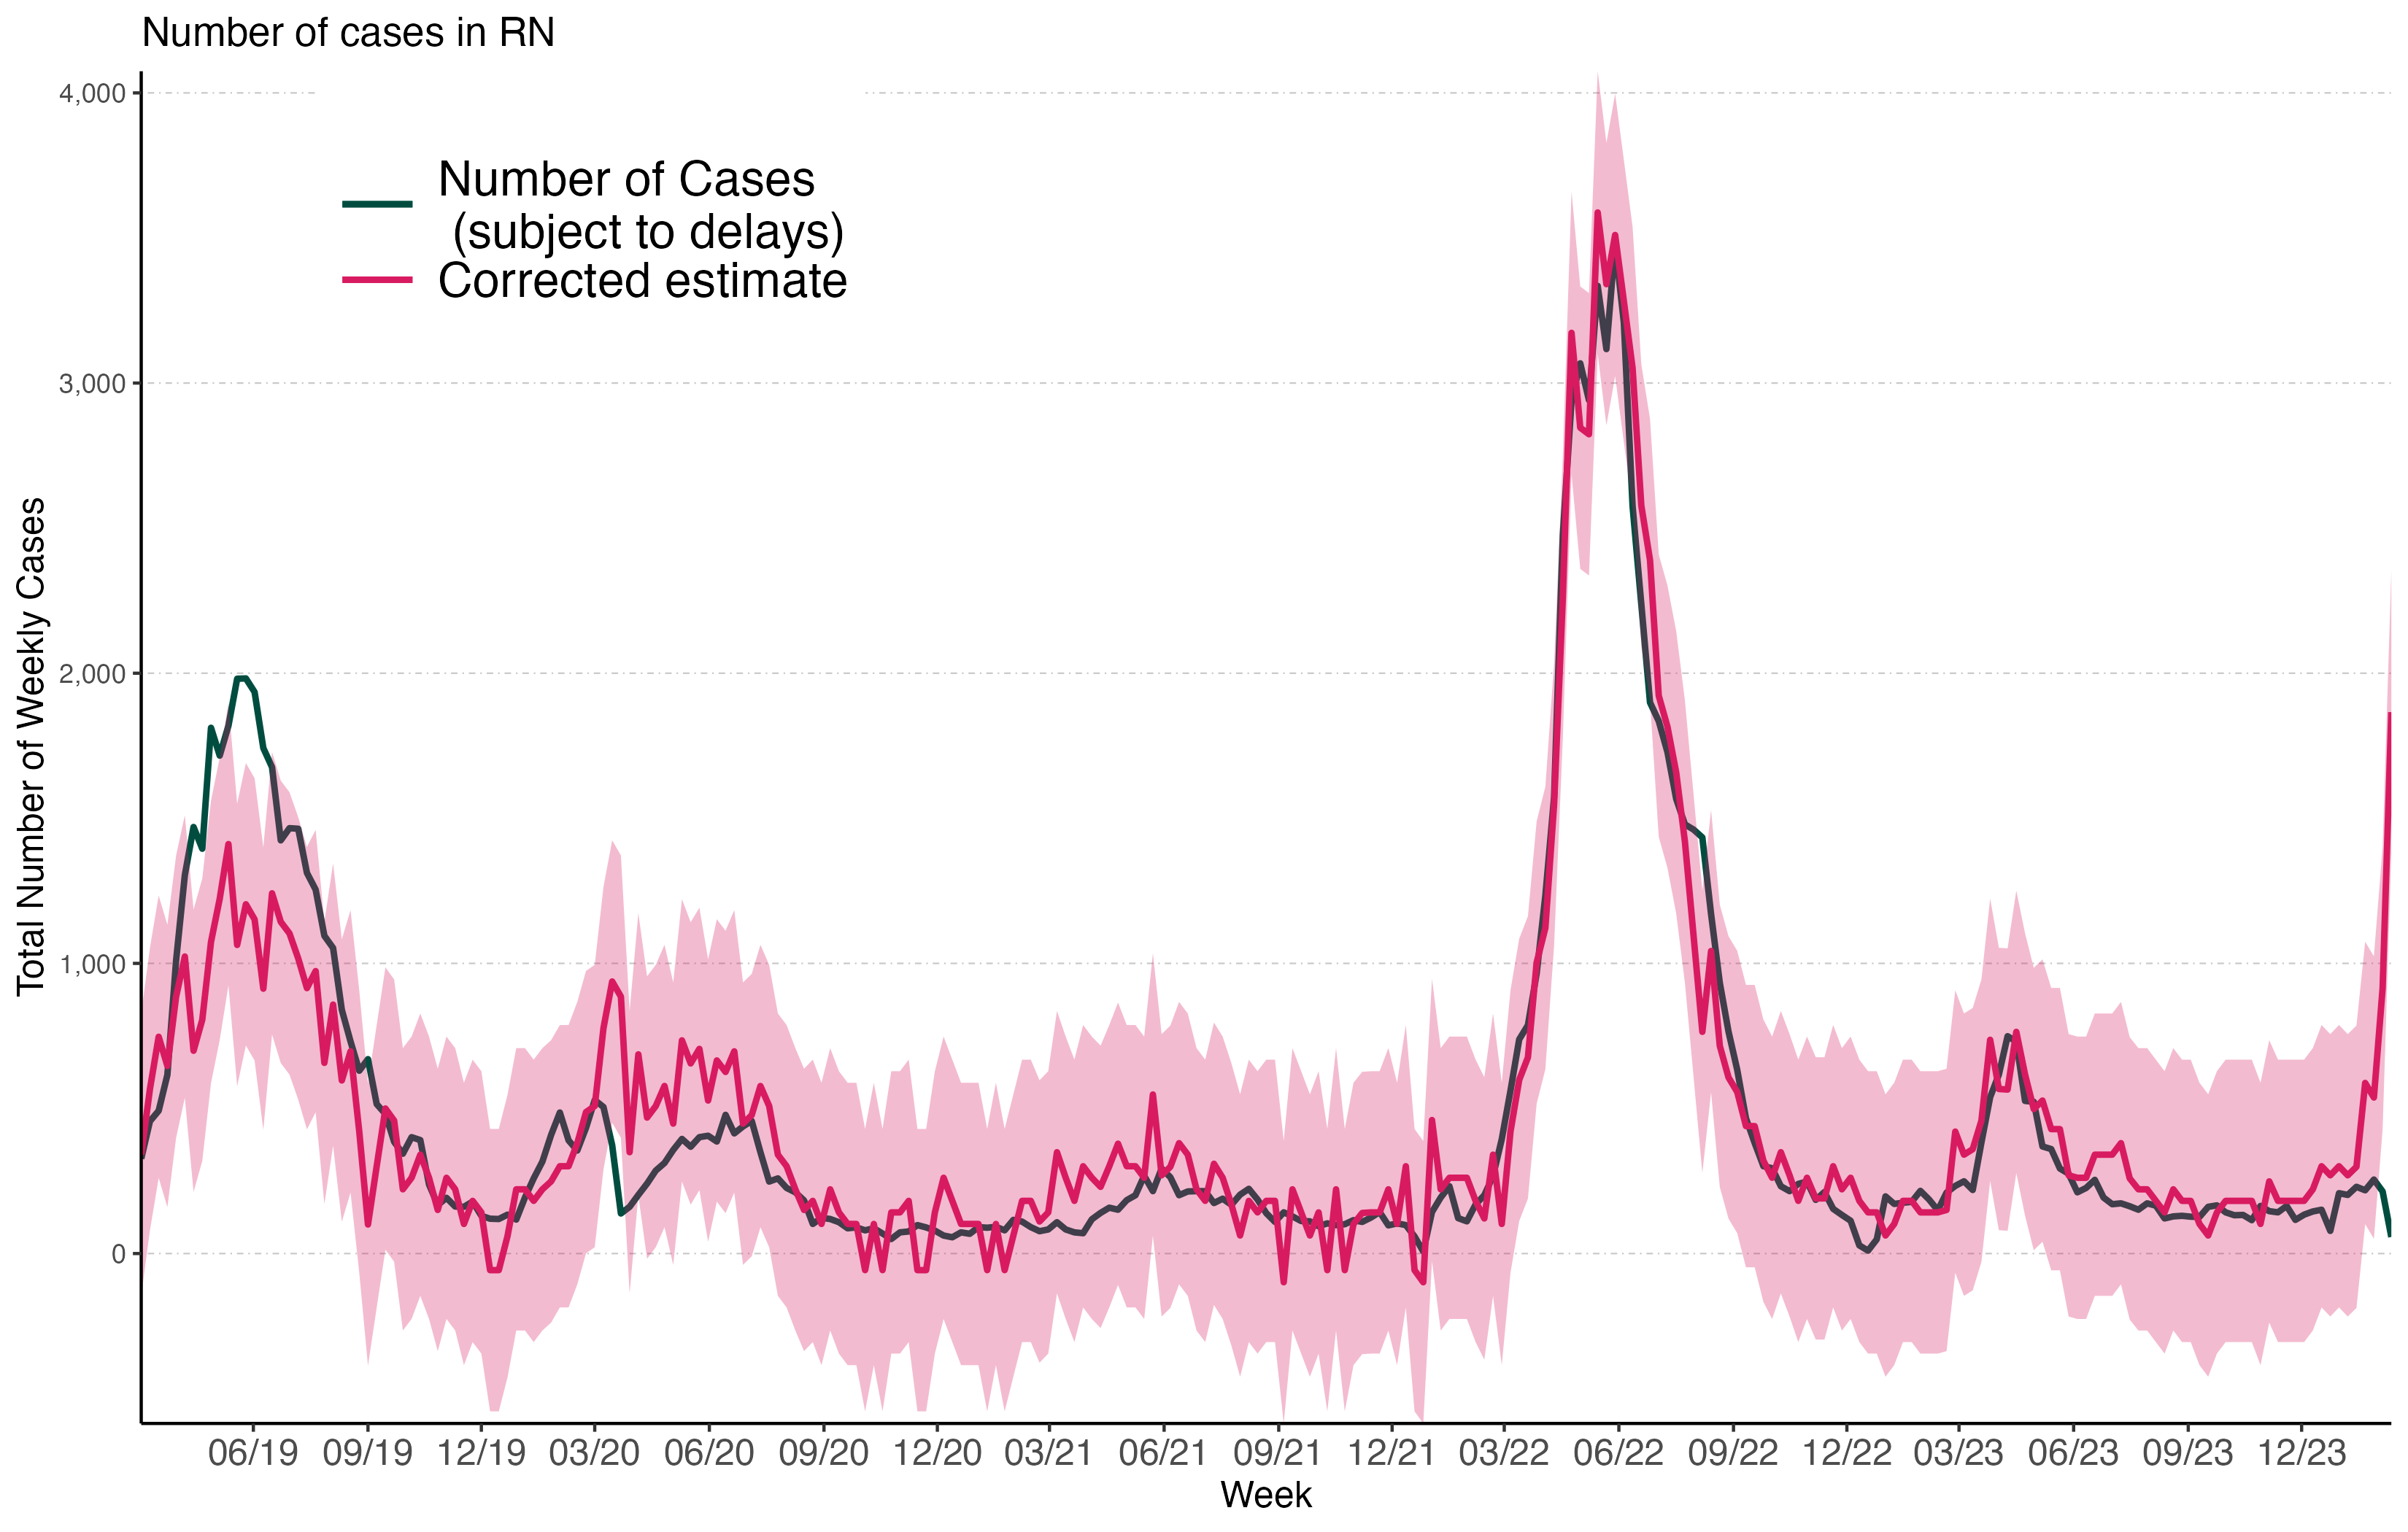 Number of cases in RN
4,000
3,000
2,000
1,000
0
Total Number of Weekly Cases
Number of Cases
(subject to delays)
Corrected estimate
06/19 09/19 12/19 03/20 06/20 09/20 12/20 03/21 06/21 09/21 12/21 03/22 06/22 09/22 12/22 03/23 06/23 09/23 12/23
Week